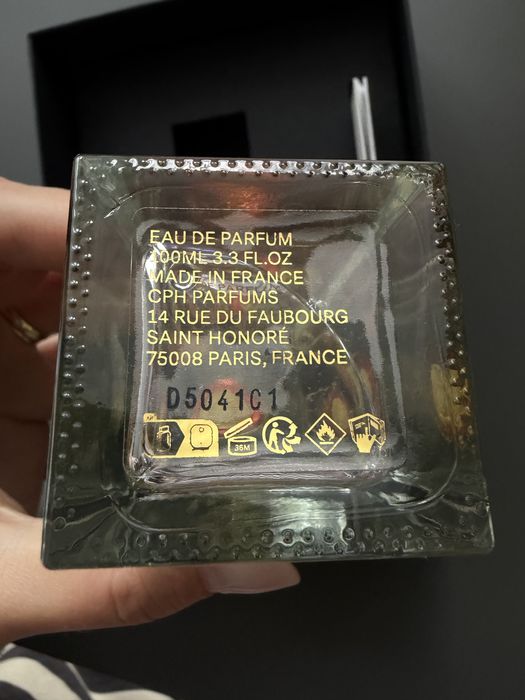 EAU DE PARFUM
100ML 3.3 FL.OZ
MADE IN FRANCE
CPH PARFUMS
14 RUE DU FAUBOURG
SAINT HONORÉ
75008 PARIS, FRANCE
D5041C1
36M